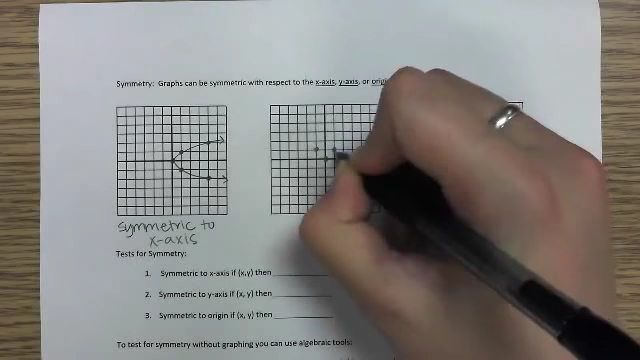 Symmetry: Graphs can be symmetric with respect to the x-axis, y-axis, or origin
symmetric to
x-axis
Tests for Symmetry:
1. Symmetric to x-axis if (x,y) then
2. Symmetric to y-axis if (x, y) then
3. Symmetric to origin if (x, y) then
To test for symmetry without graphing you can use algebraic tools: